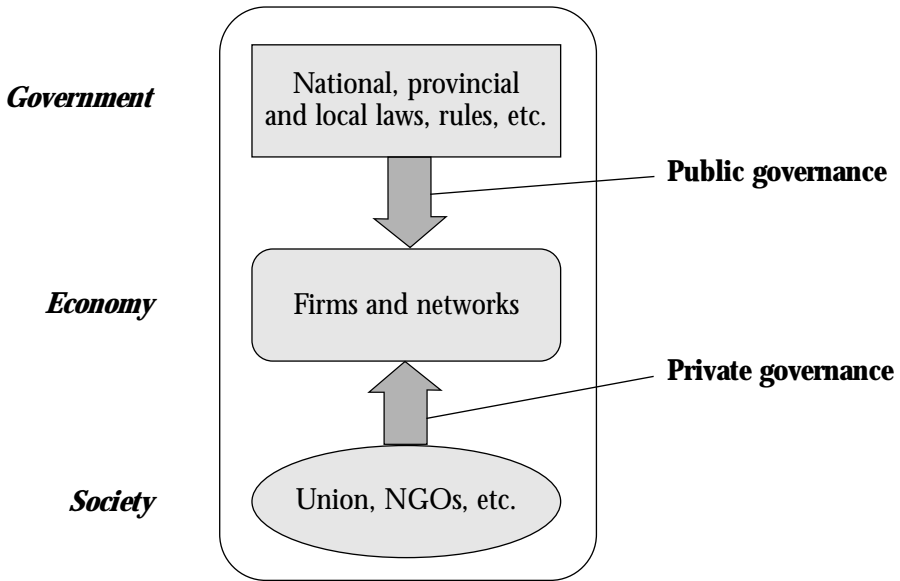 Government
National, provincial
and local laws, rules, etc.
Public governance
Economy
Firms and networks
Private governance
Society
Union, NGOs, etc.